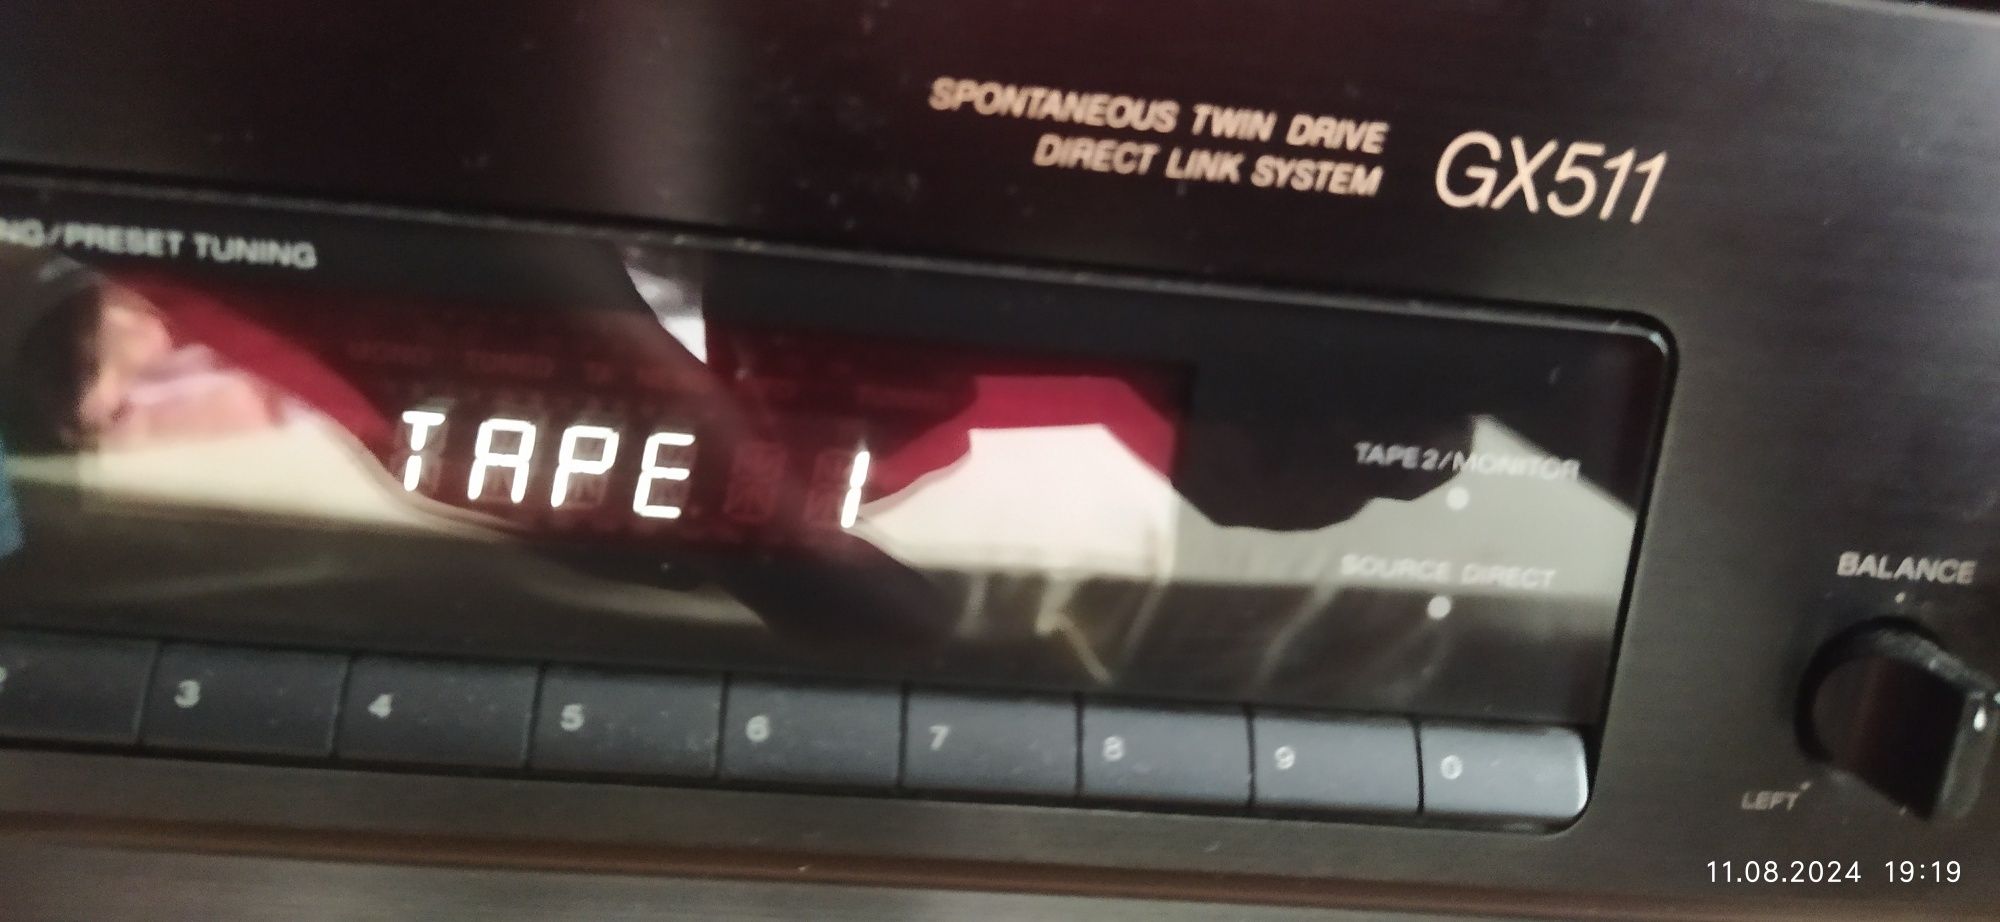 SPONTANEOUS TWIN DRIVE
DIRECT LINK SYSTEM
GX511
NG/PRESET TUNING
TAPE 1
TAPE 2/MONITOR
SOURCE DIRECT
BALANCE
3 4 5 6 7 8 9 0
LEFT
11.08.2024 19:19